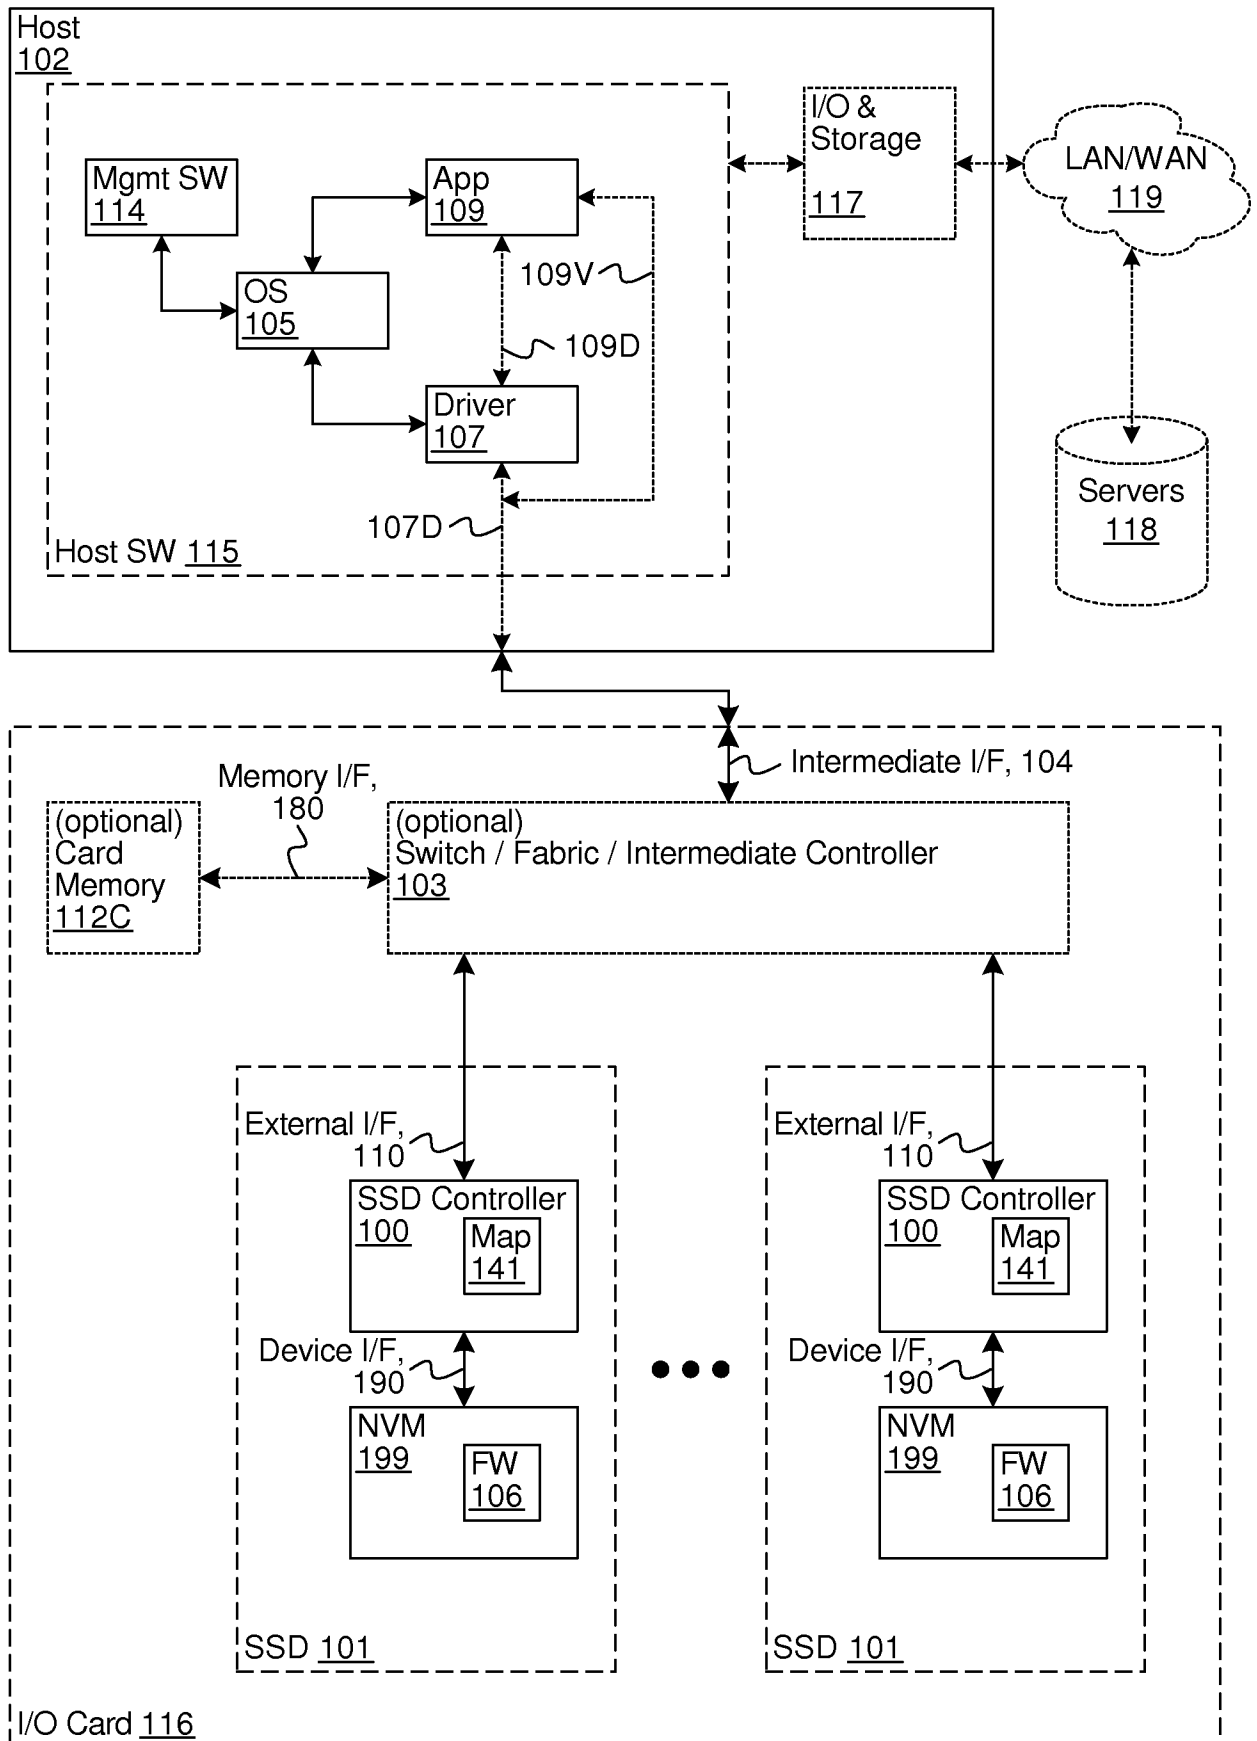 Host
102
I/O &
Storage
117
LAN/WAN
119
Mgmt SW
114
App
109
109V
OS
105
109D
Driver
107
107D
Servers
118
Host SW 115
Intermediate I/F, 104
Memory I/F,
180
(optional)
Card
Memory
112C
(optional)
Switch / Fabric / Intermediate Controller
103
External I/F,
110
SSD Controller
100
Map
141
Device I/F,
190
NVM
199
FW
106
SSD 101
External I/F,
110
SSD Controller
100
Map
141
Device I/F,
190
NVM
199
FW
106
SSD 101
I/O Card 116